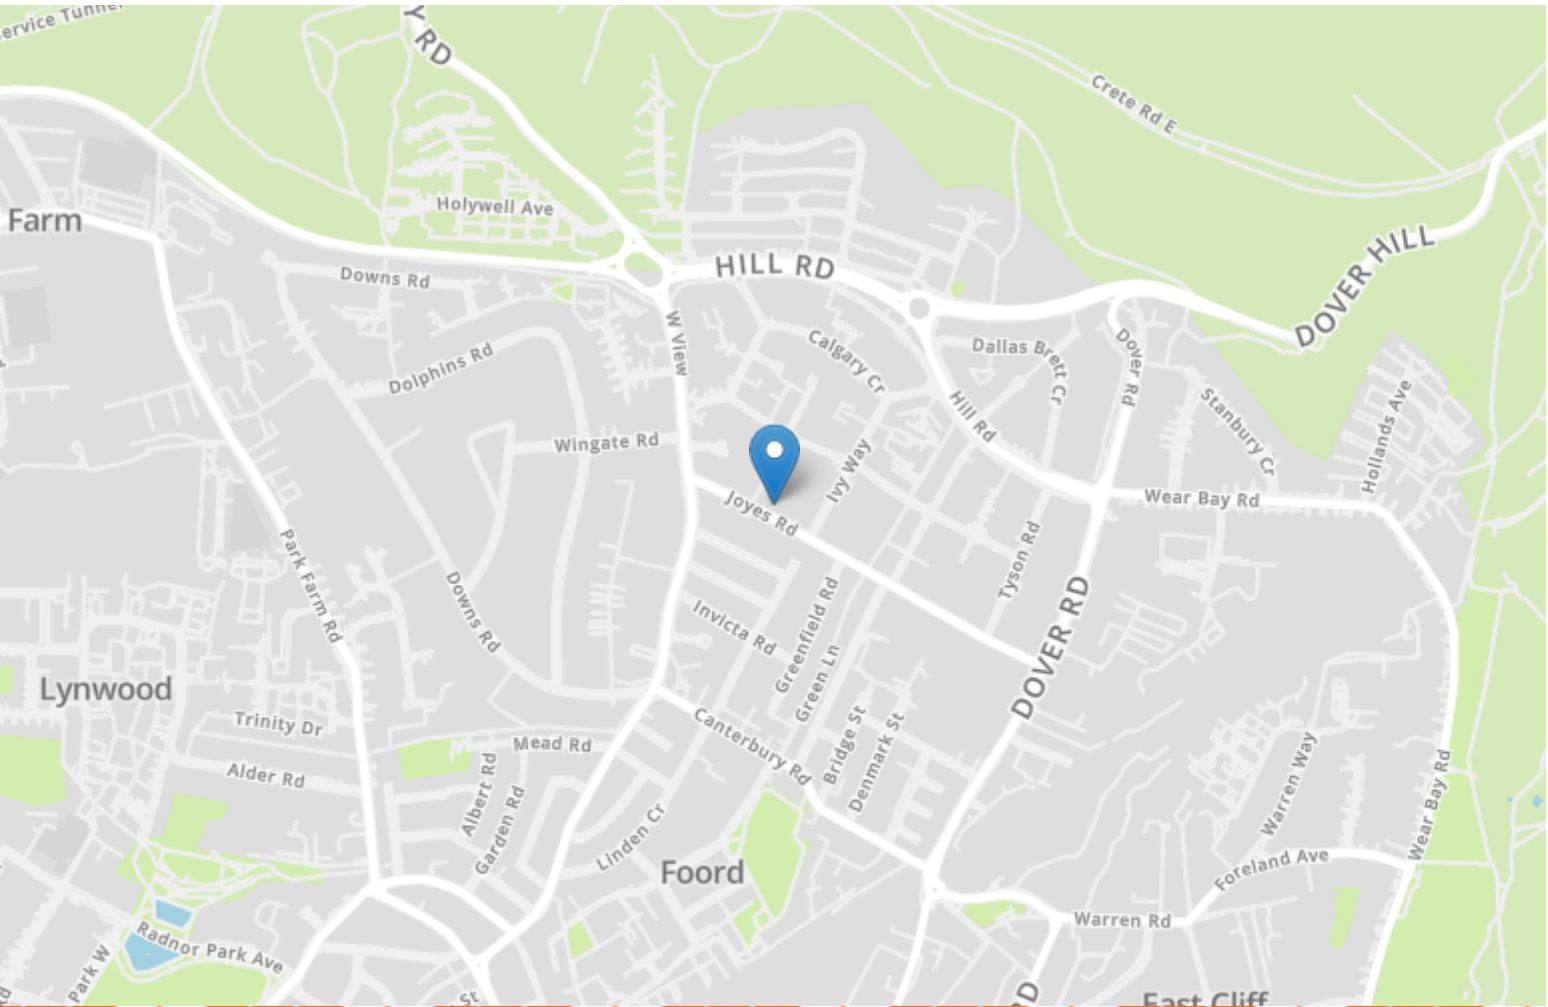 ervice Tunnel
Y RD
Crete Rd E
Holywell Ave
Farm
DOVER HILL
HILL RD
Downs Rd
W View
Dolphins Rd
Calgary Cr
Dallas Brett Cr
Dover Rd
Hill Rd
Stanbury Cr
Hollands Ave
Wingate Rd
Ivy Way
Joyes Rd
Wear Bay Rd
Park Farm Rd
Tyson Rd
Downs Rd
Invicta Rd
Greenfield Rd
Green Ln
DOVER RD
Lynwood
Trinity Dr
Mead Rd
Canterbury Rd
Bridge St
Denmark St
Alder Rd
Albert Rd
Garden Rd
Linden Cr
Warren Way
Wear Bay Rd
Foord
Foreland Ave
Warren Rd
Radnor Park Ave
Park W
St
RD
East Cliff